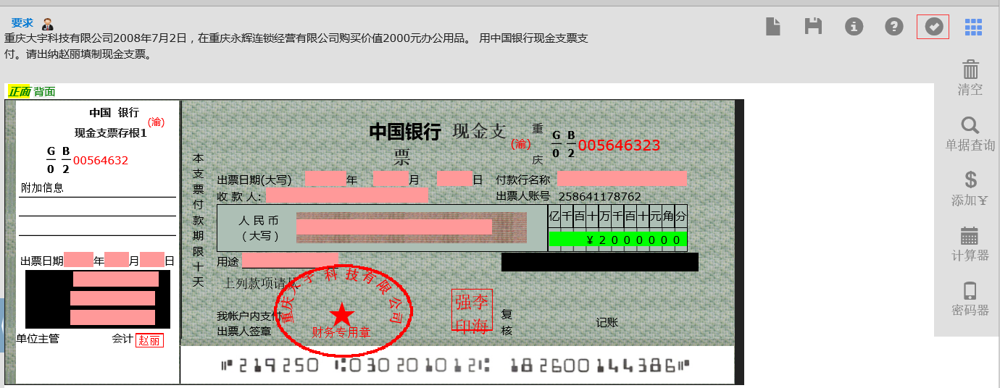 要求
重庆大宇科技有限公司2008年7月2日，在重庆永辉连锁经营有限公司购买价值2000元办公用品。 用中国银行现金支票支
付。请出纳赵丽填制现金支票。
清空
单据查询
添加￥
计算器
密码器
正面 背面
中国 银行
(渝)
现金支票存根1
G B
0 2
00564632
附加信息
出票日期 年 月 日
单位主管 会计 赵丽
本支票付款期限十天
中国银行 现金支
票
(渝)
重
庆
G B
0 2
005646323
出票日期(大写) 年 月 日 付款行名称
收 款 人: 出票人账号 258641178762
人 民 币
（大写）
亿千百十万千百十元角分
￥2000000
用途
上列款项请从
我帐户内支付
出票人签章
重庆大宇科技有限公司
财务专用章
强李
印海
复
核
记账
⑈219250 ⑆030201012⑆ 182600144386⑈